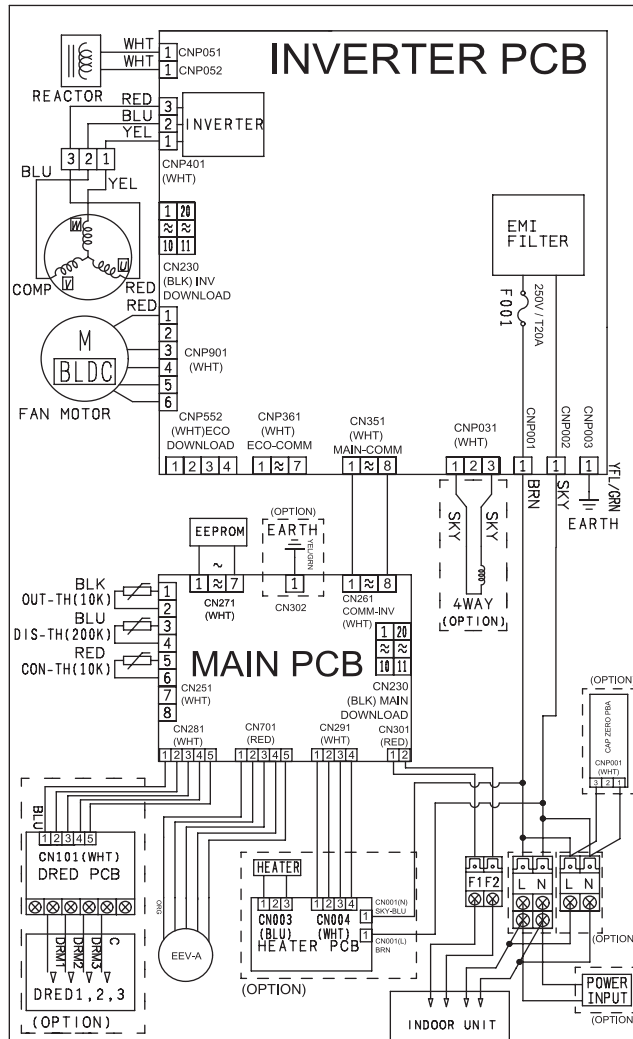 INVERTER PCB
WHT
WHT
1
1
CNP051
CNP052
REACTOR
RED
BLU
YEL
3
2
1
INVERTER
CNP401
(WHT)
3 2 1
BLU
YEL
W
V
U
COMP
RED
1 20
≈ ≈
10 11
CN230
(BLK) INV
DOWNLOAD
EMI
FILTER
F001
250V / T20A
RED
M
BLDC
FAN MOTOR
1
2
3
4
5
6
CNP901
(WHT)
CNP552
(WHT)ECO
DOWNLOAD
1 2 3 4
CNP361
(WHT)
ECO-COMM
1 ≈ 7
CN351
(WHT)
MAIN-COMM
1 ≈ 8
CNP031
(WHT)
1 2 3
CNP001
1
BRN
CNP002
1
SKY
CNP003
1
YEL/GRN
EARTH
SKY
SKY
4WAY
(OPTION)
EEPROM
~
1 ≈ 7
CN271
(WHT)
(OPTION)
EARTH
YEL/GRN
1
CN302
1 ≈ 8
CN261
COMM-INV
(WHT)
MAIN PCB
BLK
OUT-TH(10K)
BLU
DIS-TH(200K)
RED
CON-TH(10K)
1
2
3
4
5
6
7
8
CN251
(WHT)
1 20
≈ ≈
10 11
CN230
(BLK) MAIN
DOWNLOAD
CN281
(WHT)
1 2 3 4 5
CN701
(RED)
1 2 3 4 5
CN291
(WHT)
1 2 3 4
CN301
(RED)
1 2
(OPTION)
CAP ZERO PBA
CNP001
(WHT)
3 2 1
BLU
1 2 3 4 5
CN101(WHT)
DRED PCB
DRM1
DRM2
DRM3
C
DRED1,2,3
(OPTION)
ORG
EEV-A
HEATER
1 2 3
CN003
(BLU)
1 2 3 4
CN004
(WHT)
HEATER PCB
1
CN001(N)
SKY-BLU
1
CN001(L)
BRN
(OPTION)
F1 F2
L N
L N
(OPTION)
INDOOR UNIT
POWER
INPUT
(OPTION)